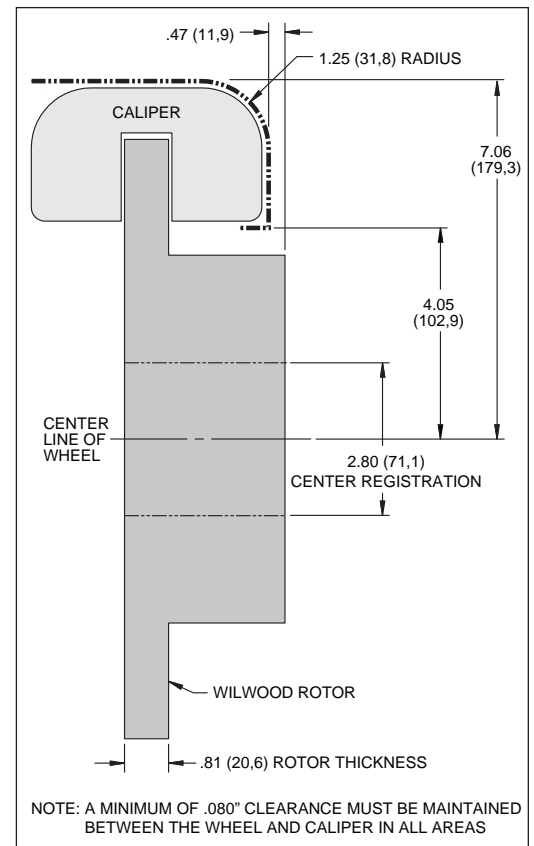 .47 (11,9)
1.25 (31,8) RADIUS
CALIPER
7.06
(179,3)
4.05
(102,9)
CENTER
LINE OF
WHEEL
2.80 (71,1)
CENTER REGISTRATION
WILWOOD ROTOR
.81 (20,6) ROTOR THICKNESS
NOTE: A MINIMUM OF .080" CLEARANCE MUST BE MAINTAINED
BETWEEN THE WHEEL AND CALIPER IN ALL AREAS